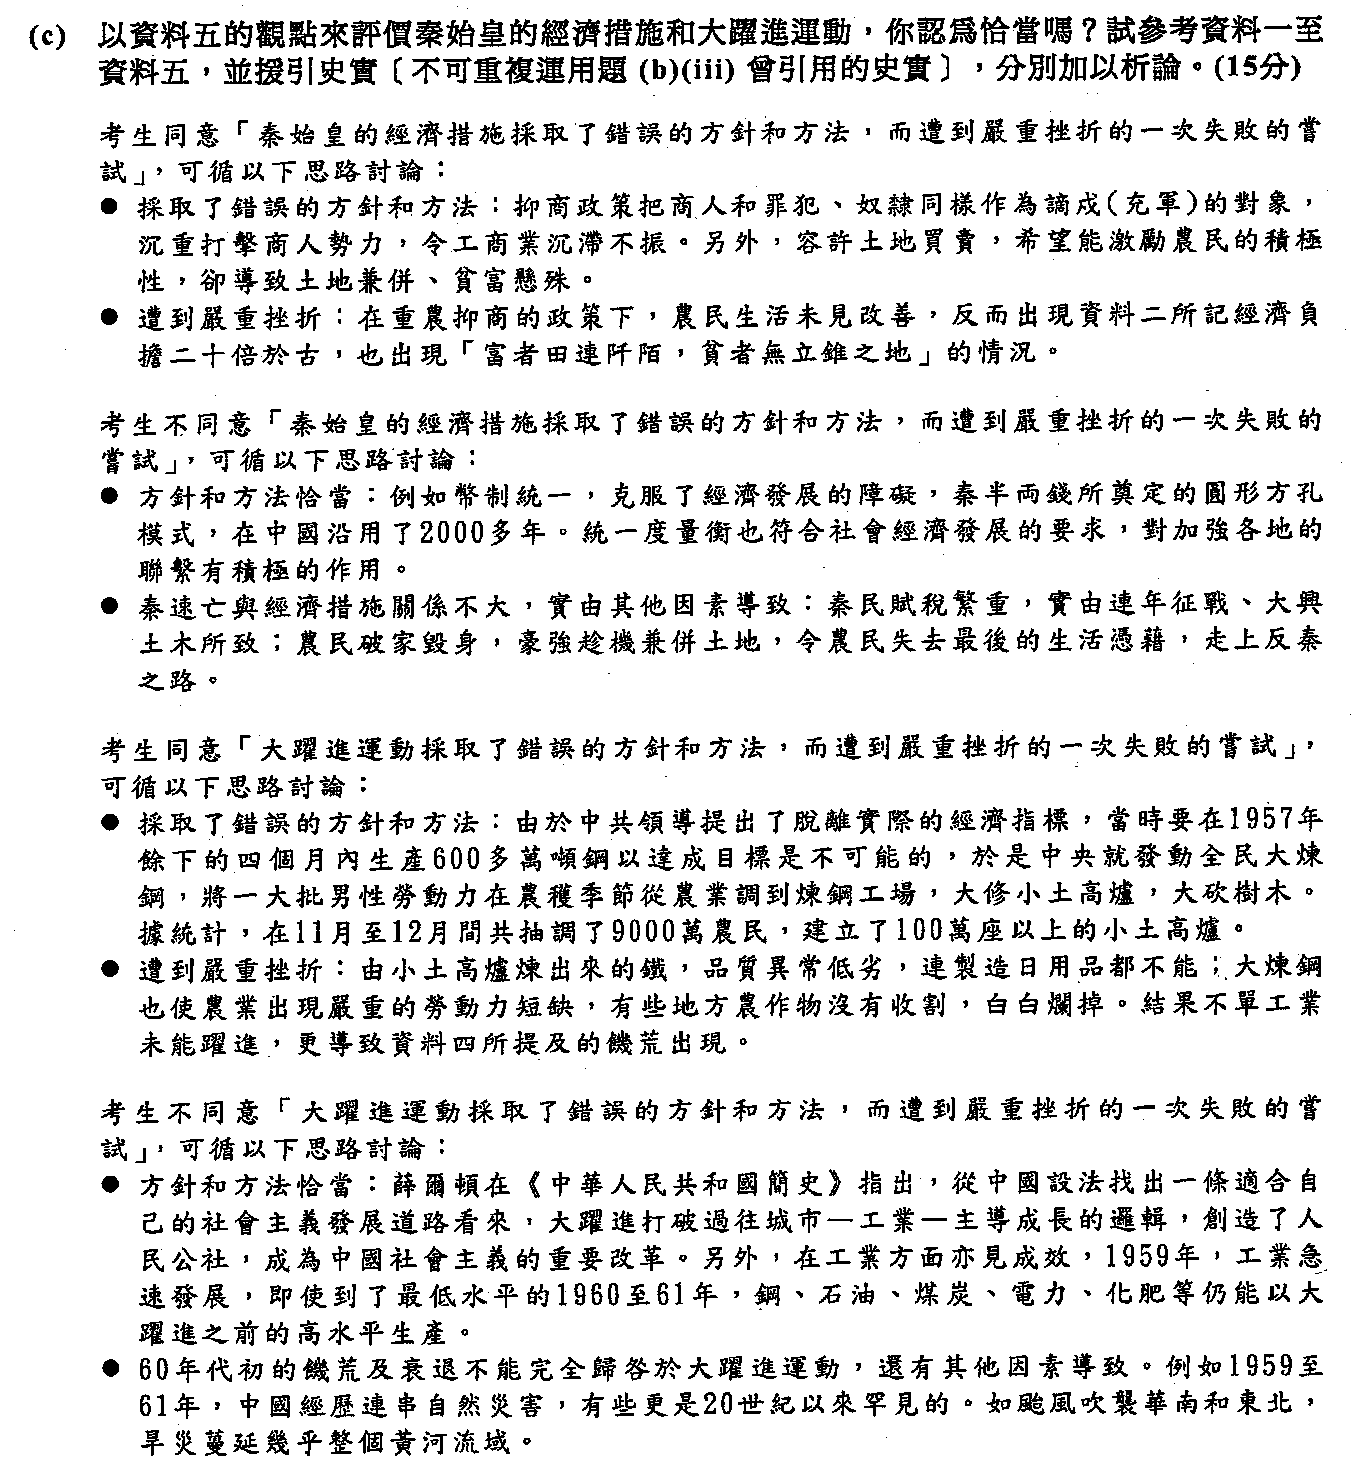 (c) 以資料五的觀點來評價秦始皇的經濟措施和大躍進運動，你認爲恰當嗎？試參考資料一至
資料五，並援引史實〔不可重複運用題 (b)(iii) 曾引用的史實〕，分別加以析論。(15分)
考生同意「秦始皇的經濟措施採取了錯誤的方針和方法，而遭到嚴重挫折的一次失敗的嘗
試」，可循以下思路討論：
● 採取了錯誤的方針和方法：抑商政策把商人和罪犯、奴隸同樣作為謫戍(充軍)的對象，
沉重打擊商人勢力，令工商業沉滯不振。另外，容許土地買賣，希望能激勵農民的積極
性，卻導致土地兼併、貧富懸殊。
● 遭到嚴重挫折：在重農抑商的政策下，農民生活未見改善，反而出現資料二所記經濟負
擔二十倍於古，也出現「富者田連阡陌，貧者無立錐之地」的情況。
考生不同意「秦始皇的經濟措施採取了錯誤的方針和方法，而遭到嚴重挫折的一次失敗的
嘗試」，可循以下思路討論：
● 方針和方法恰當：例如幣制統一，克服了經濟發展的障礙，秦半両錢所奠定的圓形方孔
模式，在中國沿用了2000多年。統一度量衡也符合社會經濟發展的要求，對加強各地的
聯繫有積極的作用。
● 秦速亡與經濟措施關係不大，實由其他因素導致：秦民賦稅繁重，實由連年征戰、大興
土木所致；農民破家毀身，豪強趁機兼併土地，令農民失去最後的生活憑藉，走上反秦
之路。
考生同意「大躍進運動採取了錯誤的方針和方法，而遭到嚴重挫折的一次失敗的嘗試」，
可循以下思路討論：
● 採取了錯誤的方針和方法：由於中共領導提出了脫離實際的經濟指標，當時要在1957年
餘下的四個月內生產600多萬噸鋼以達成目標是不可能的，於是中央就發動全民大煉
鋼，將一大批男性勞動力在農穫季節從農業調到煉鋼工場，大修小土高爐，大砍樹木。
據統計，在11月至12月間共抽調了9000萬農民，建立了100萬座以上的小土高爐。
● 遭到嚴重挫折：由小土高爐煉出來的鐵，品質異常低劣，連製造日用品都不能；大煉鋼
也使農業出現嚴重的勞動力短缺，有些地方農作物沒有收割，白白爛掉。結果不單工業
未能躍進，更導致資料四所提及的饑荒出現。
考生不同意「大躍進運動採取了錯誤的方針和方法，而遭到嚴重挫折的一次失敗的嘗
試」，可循以下思路討論：
● 方針和方法恰當：薛爾頓在《中華人民共和國簡史》指出，從中國設法找出一條適合自
己的社會主義發展道路看來，大躍進打破過往城市—工業—主導成長的邏輯，創造了人
民公社，成為中國社會主義的重要改革。另外，在工業方面亦見成效，1959年，工業急
速發展，即使到了最低水平的1960至61年，鋼、石油、煤炭、電力、化肥等仍能以大
躍進之前的高水平生產。
● 60年代初的饑荒及衰退不能完全歸咎於大躍進運動，還有其他因素導致。例如1959至
61年，中國經歷連串自然災害，有些更是20世紀以來罕見的。如颱風吹襲華南和東北，
旱災蔓延幾乎整個黃河流域。